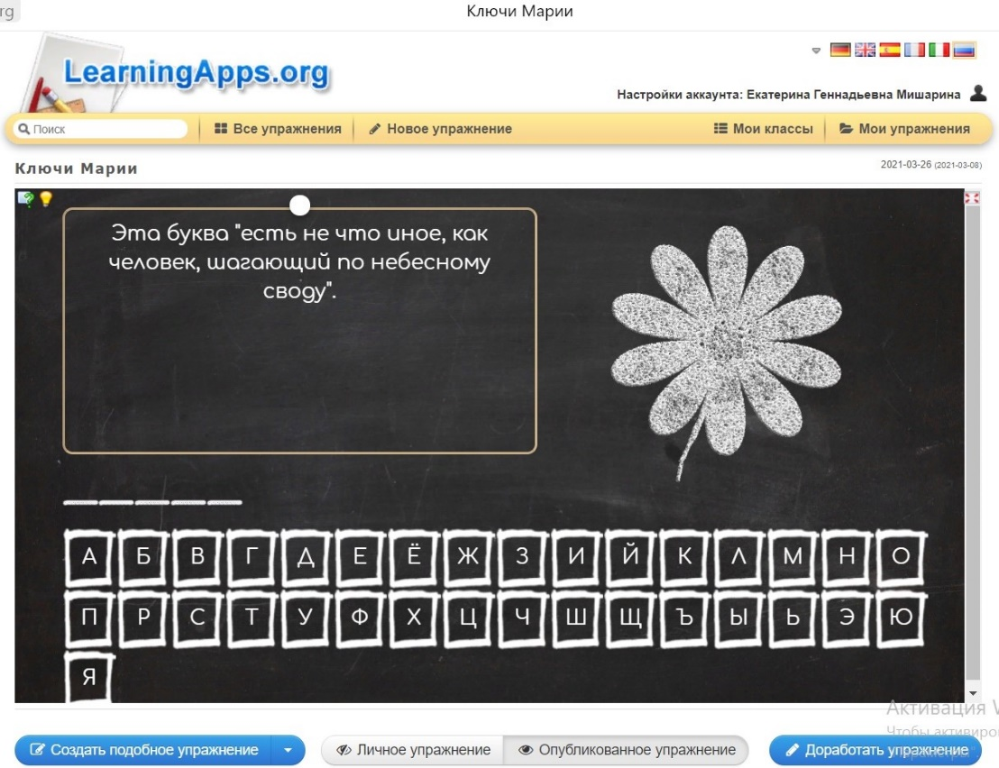 rg
Ключи Марии
LearningApps.org
Настройки аккаунта: Екатерина Геннадьевна Мишарина
Поиск
Все упражнения
Новое упражнение
Мои классы
Мои упражнения
Ключи Марии
2021-03-26 (2021-03-08)
Эта буква "есть не что иное, как
человек, шагающий по небесному
своду".
А Б В Г Д Е Ё Ж З И Й К Л М Н О
П Р С Т У Ф Х Ц Ч Ш Щ Ъ Ы Ь Э Ю
Я
Активация W
Чтобы активиро
Создать подобное упражнение
Личное упражнение
Опубликованное упражнение
Доработать упражнение